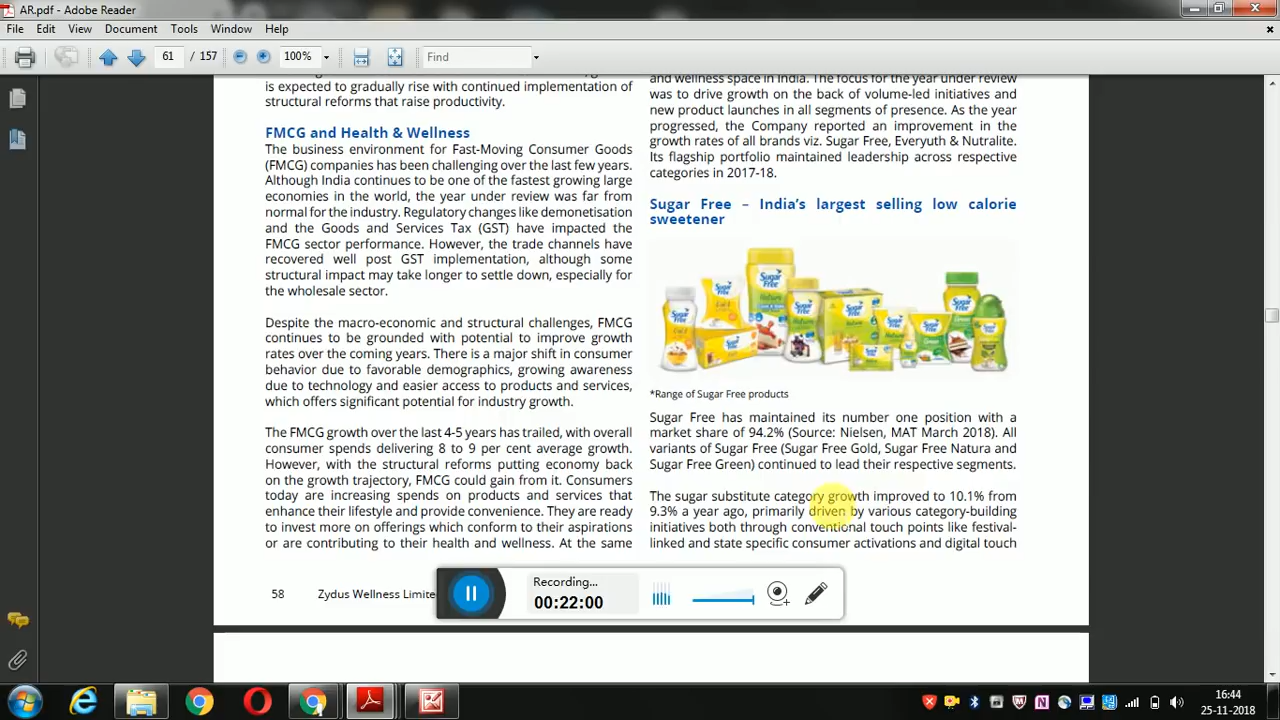 AR.pdf - Adobe Reader
File Edit View Document Tools Window Help
61 / 157 100% Find
is expected to gradually rise with continued implementation of
structural reforms that raise productivity.
FMCG and Health & Wellness
The business environment for Fast-Moving Consumer Goods
(FMCG) companies has been challenging over the last few years.
Although India continues to be one of the fastest growing large
economies in the world, the year under review was far from
normal for the industry. Regulatory changes like demonetisation
and the Goods and Services Tax (GST) have impacted the
FMCG sector performance. However, the trade channels have
recovered well post GST implementation, although some
structural impact may take longer to settle down, especially for
the wholesale sector.
Despite the macro-economic and structural challenges, FMCG
continues to be grounded with potential to improve growth
rates over the coming years. There is a major shift in consumer
behavior due to favorable demographics, growing awareness
due to technology and easier access to products and services,
which offers significant potential for industry growth.
The FMCG growth over the last 4-5 years has trailed, with overall
consumer spends delivering 8 to 9 per cent average growth.
However, with the structural reforms putting economy back
on the growth trajectory, FMCG could gain from it. Consumers
today are increasing spends on products and services that
enhance their lifestyle and provide convenience. They are ready
to invest more on offerings which conform to their aspirations
or are contributing to their health and wellness. At the same
58 Zydus Wellness Limite
and wellness space in India. The focus for the year under review
was to drive growth on the back of volume-led initiatives and
new product launches in all segments of presence. As the year
progressed, the Company reported an improvement in the
growth rates of all brands viz. Sugar Free, Everyuth & Nutralite.
Its flagship portfolio maintained leadership across respective
categories in 2017-18.
Sugar Free – India's largest selling low calorie
sweetener
Sugar Free
Natura
*Range of Sugar Free products
Sugar Free has maintained its number one position with a
market share of 94.2% (Source: Nielsen, MAT March 2018). All
variants of Sugar Free (Sugar Free Gold, Sugar Free Natura and
Sugar Free Green) continued to lead their respective segments.
The sugar substitute category growth improved to 10.1% from
9.3% a year ago, primarily driven by various category-building
initiatives both through conventional touch points like festival-
linked and state specific consumer activations and digital touch
Recording...
00:22:00
16:44
25-11-2018